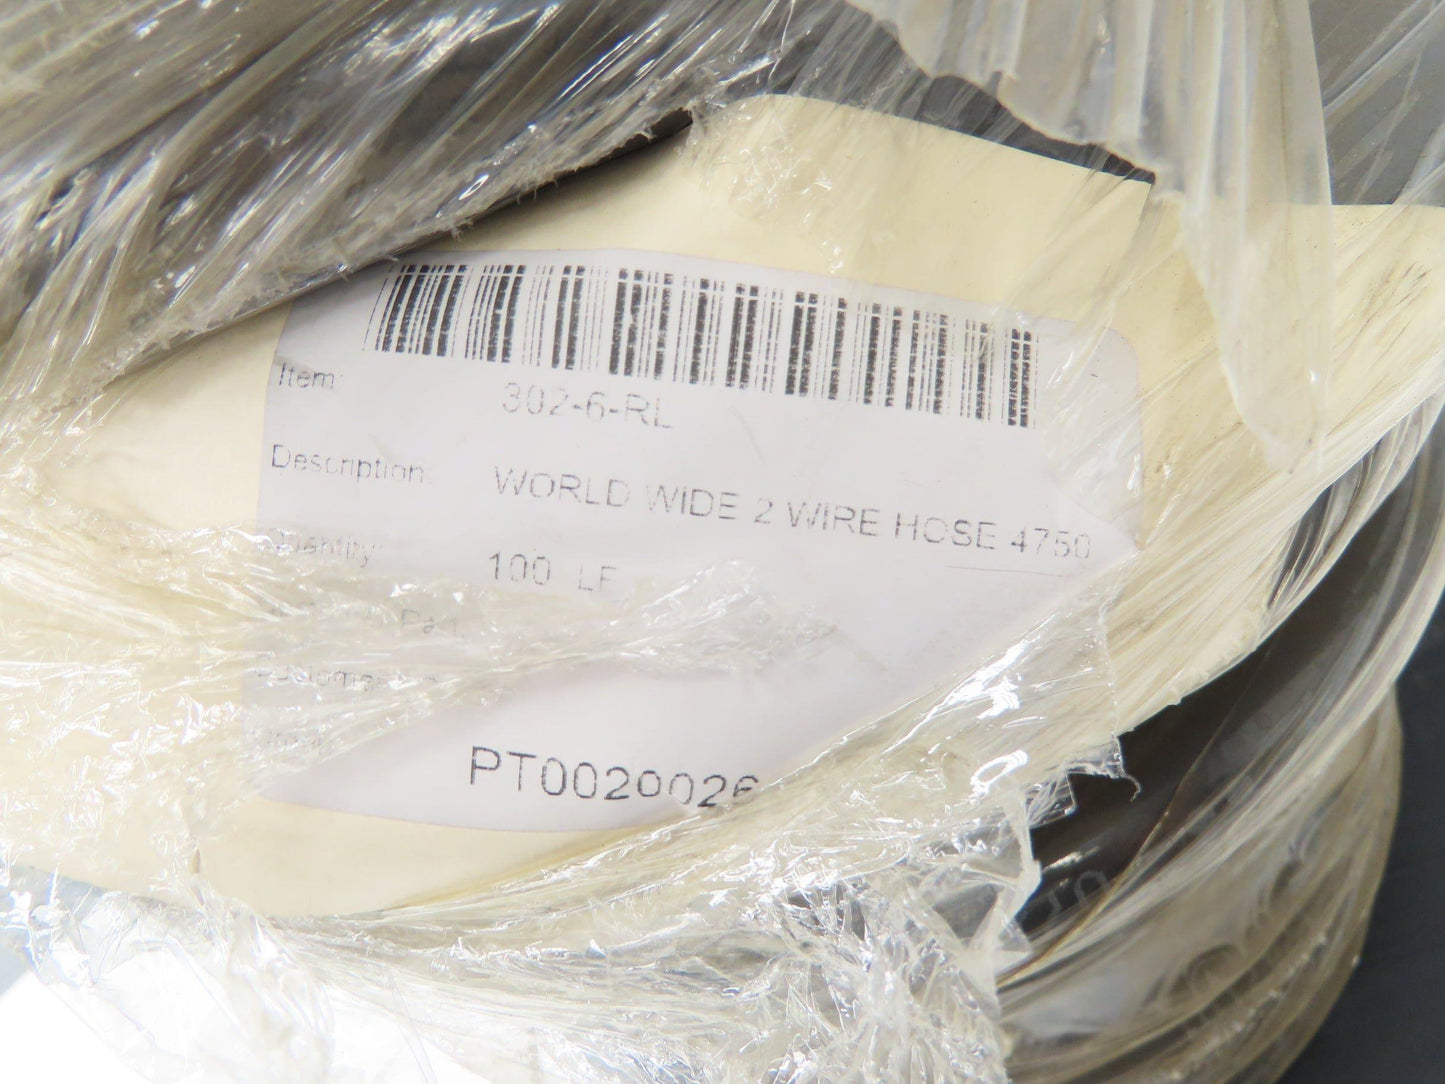 Item: 302-6-RL
Description: WORLD WIDE 2 WIRE HOSE 4750
Quantity: 100 LF
PT0020026